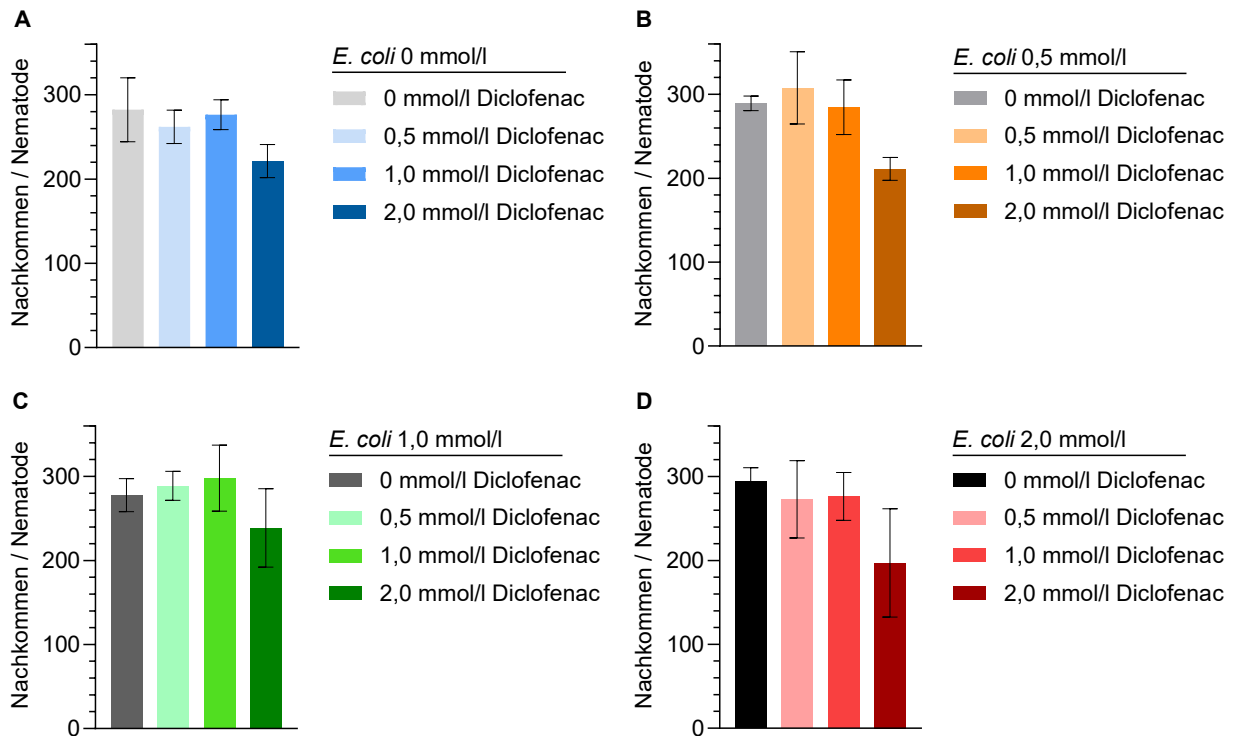 A
Nachkommen / Nematode
300
200
100
0
E. coli 0 mmol/l
0 mmol/l Diclofenac
0,5 mmol/l Diclofenac
1,0 mmol/l Diclofenac
2,0 mmol/l Diclofenac
B
Nachkommen / Nematode
300
200
100
0
E. coli 0,5 mmol/l
0 mmol/l Diclofenac
0,5 mmol/l Diclofenac
1,0 mmol/l Diclofenac
2,0 mmol/l Diclofenac
C
Nachkommen / Nematode
300
200
100
0
E. coli 1,0 mmol/l
0 mmol/l Diclofenac
0,5 mmol/l Diclofenac
1,0 mmol/l Diclofenac
2,0 mmol/l Diclofenac
D
Nachkommen / Nematode
300
200
100
0
E. coli 2,0 mmol/l
0 mmol/l Diclofenac
0,5 mmol/l Diclofenac
1,0 mmol/l Diclofenac
2,0 mmol/l Diclofenac